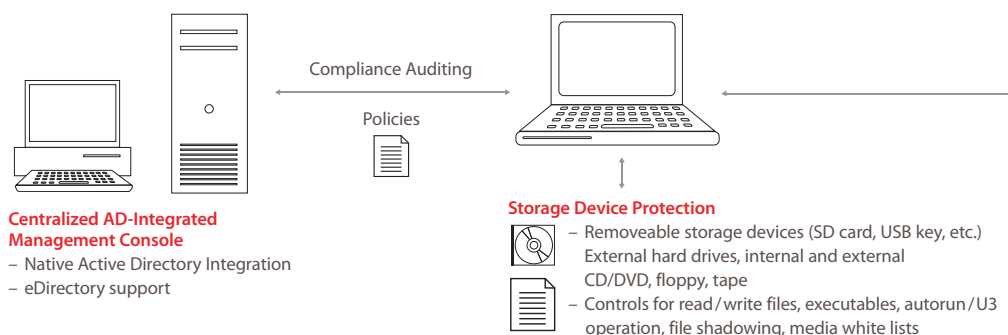 Compliance Auditing
Policies
Centralized AD-Integrated
Management Console
– Native Active Directory Integration
– eDirectory support
Storage Device Protection
– Removeable storage devices (SD card, USB key, etc.)
External hard drives, internal and external
CD/DVD, floppy, tape
– Controls for read/write files, executables, autorun/U3
operation, file shadowing, media white lists